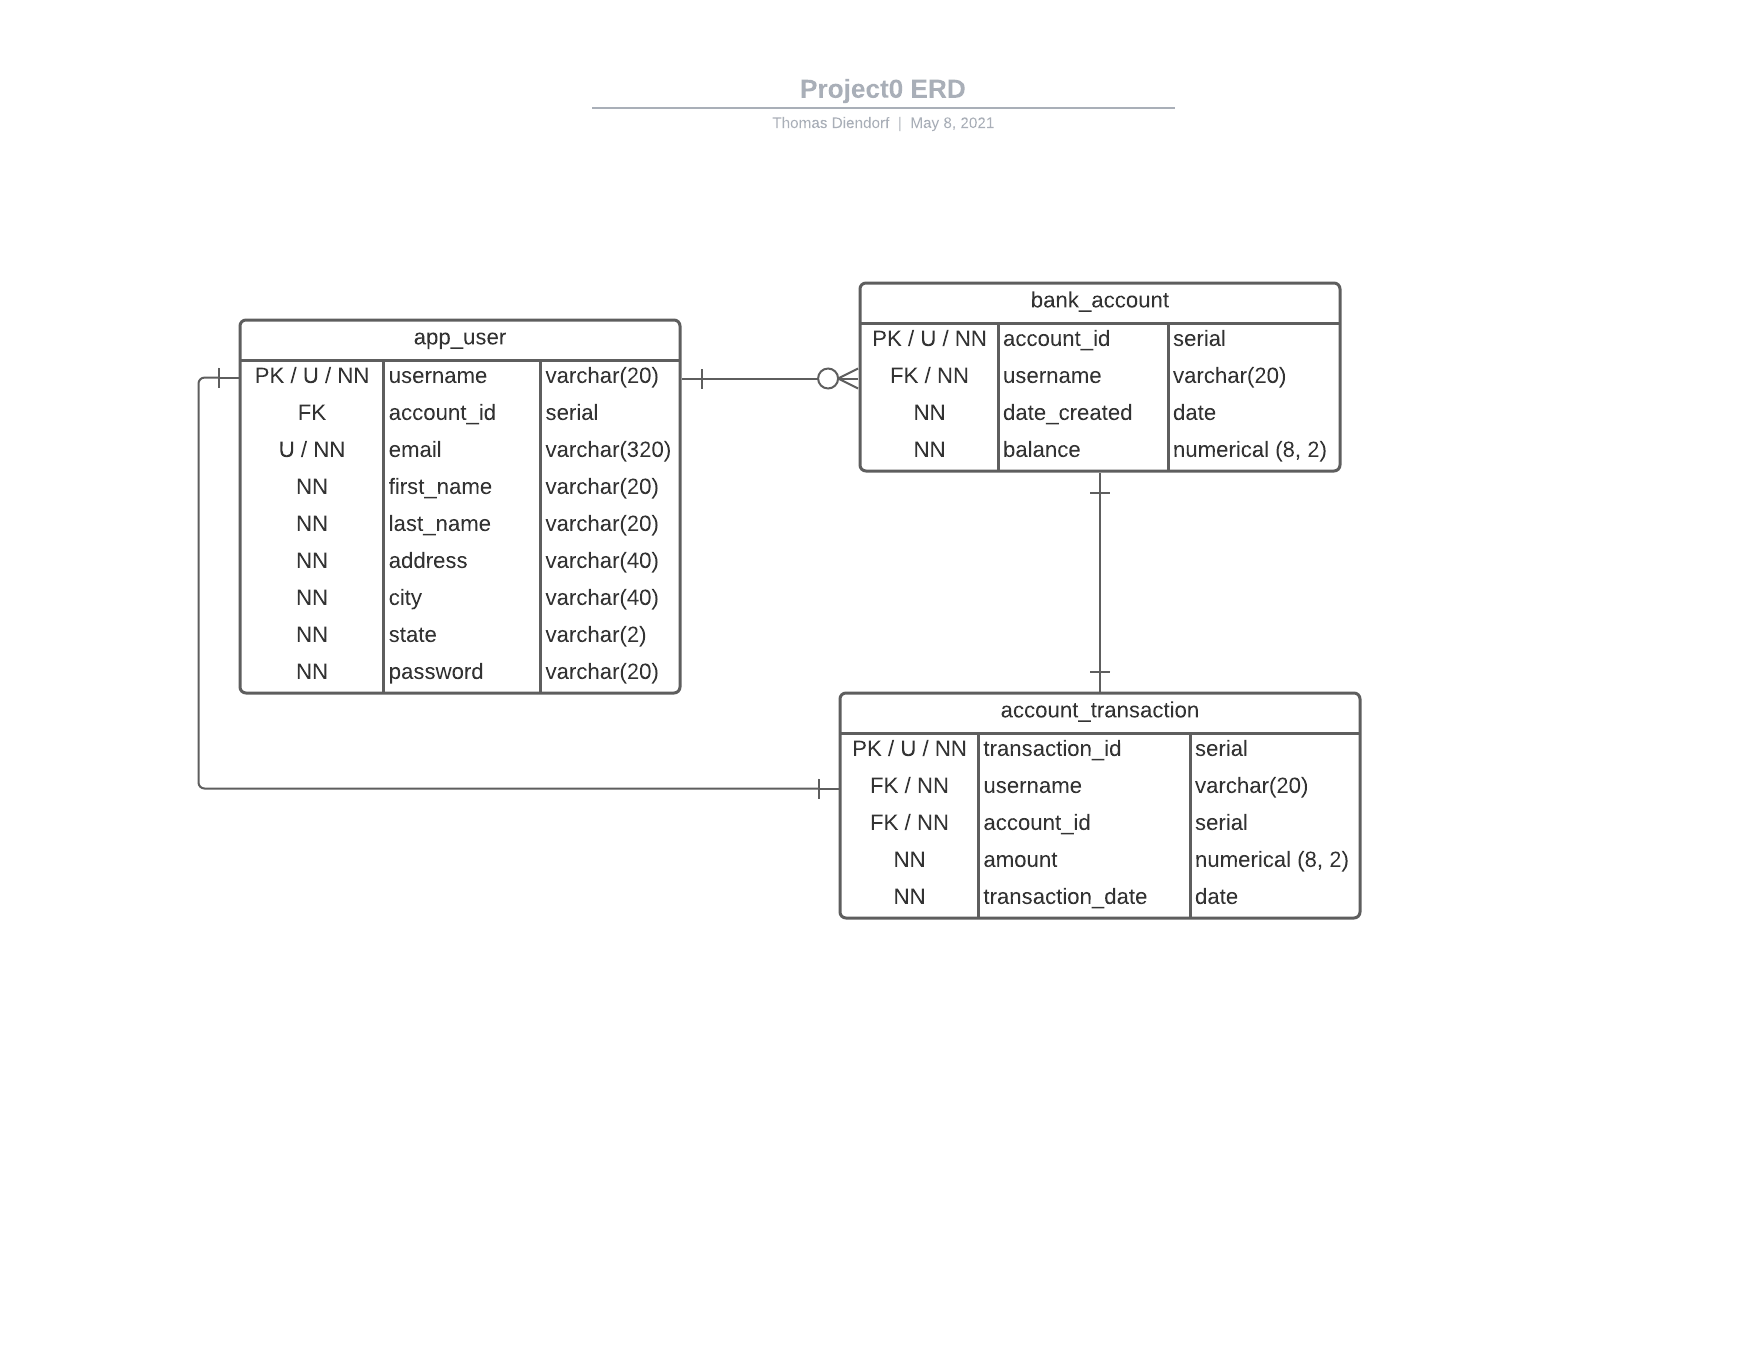 Project0 ERD
Thomas Diendorf | May 8, 2021
app_user
PK / U / NN username varchar(20)
FK account_id serial
U / NN email varchar(320)
NN first_name varchar(20)
NN last_name varchar(20)
NN address varchar(40)
NN city varchar(40)
NN state varchar(2)
NN password varchar(20)
bank_account
PK / U / NN account_id serial
FK / NN username varchar(20)
NN date_created date
NN balance numerical (8, 2)
account_transaction
PK / U / NN transaction_id serial
FK / NN username varchar(20)
FK / NN account_id serial
NN amount numerical (8, 2)
NN transaction_date date